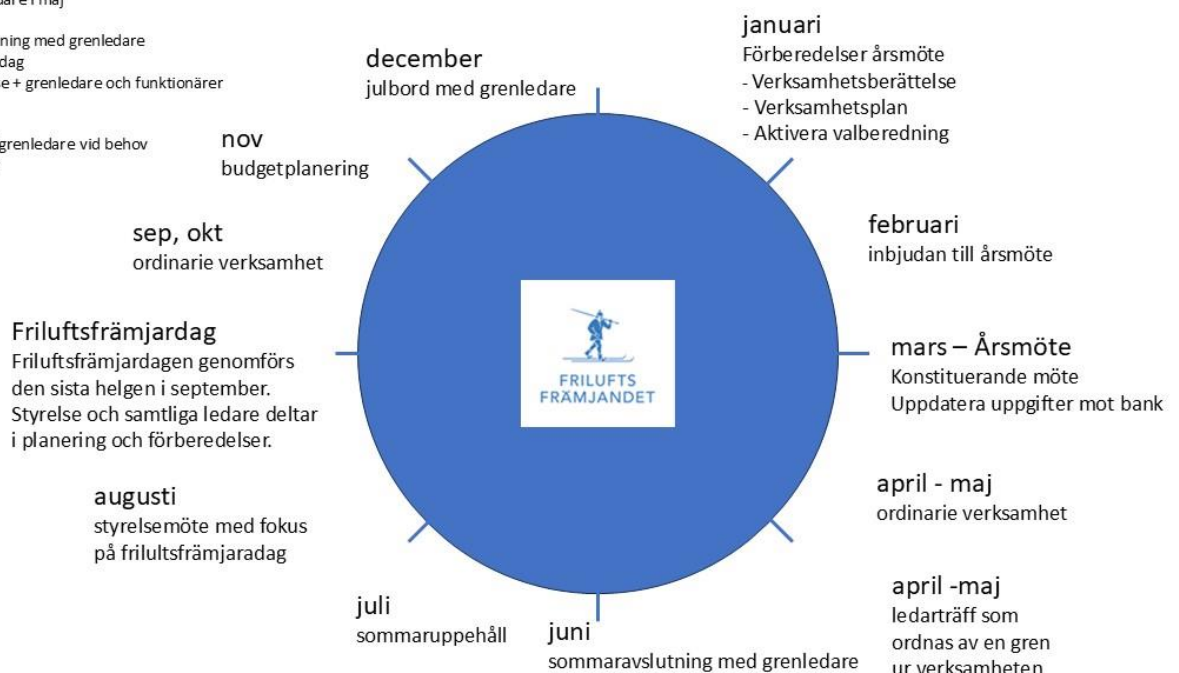 ning med grenledare
dag
e + grenledare och funktionärer
grenledare vid behov
december
julbord med grenledare
januari
Förberedelser årsmöte
- Verksamhetsberättelse
- Verksamhetsplan
- Aktivera valberedning
nov
budgetplanering
februari
inbjudan till årsmöte
sep, okt
ordinarie verksamhet
Friluftsfrämjardag
Friluftsfrämjardagen genomförs
den sista helgen i september.
Styrelse och samtliga ledare deltar
i planering och förberedelser.
FRILUFTS
FRÄMJANDET
mars – Årsmöte
Konstituerande möte
Uppdatera uppgifter mot bank
augusti
styrelsemöte med fokus
på frilultsfrämjaradag
april - maj
ordinarie verksamhet
juli
sommaruppehåll
juni
sommaravslutning med grenledare
april -maj
ledarträff som
ordnas av en gren
ur verksamheten